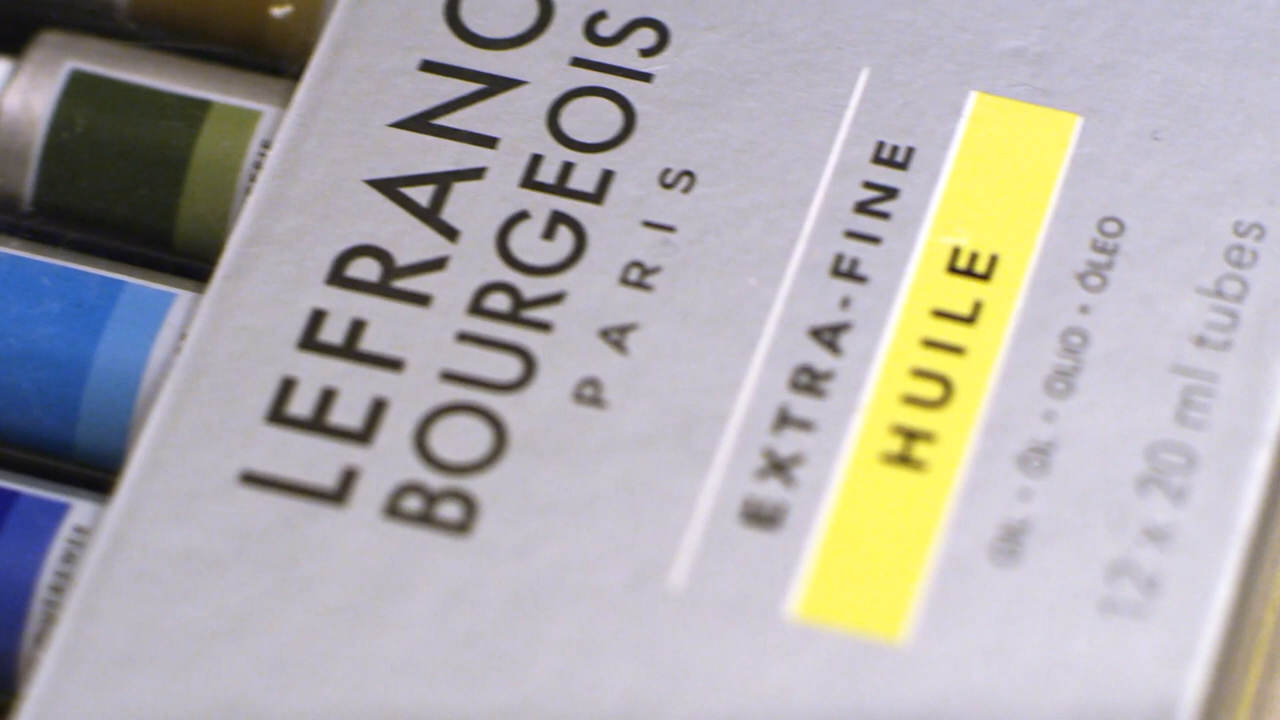 LEFRANC
BOURGEOIS
PARIS
EXTRA-FINE
HUILE
OIL • ÖL • OLIO • ÓLEO
12 x 20 ml tubes